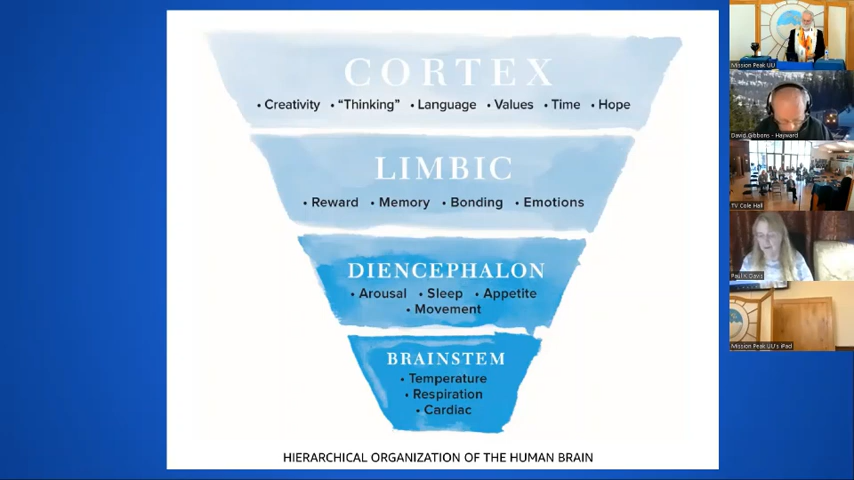 CORTEX
• Creativity • "Thinking" • Language • Values • Time • Hope
LIMBIC
• Reward • Memory • Bonding • Emotions
DIENCEPHALON
• Arousal • Sleep • Appetite
• Movement
BRAINSTEM
• Temperature
• Respiration
• Cardiac
HIERARCHICAL ORGANIZATION OF THE HUMAN BRAIN
Mission Peak UU
David Gibbons - Hayward
TV Cole Hall
Paul K Davis
Mission Peak UU's iPad